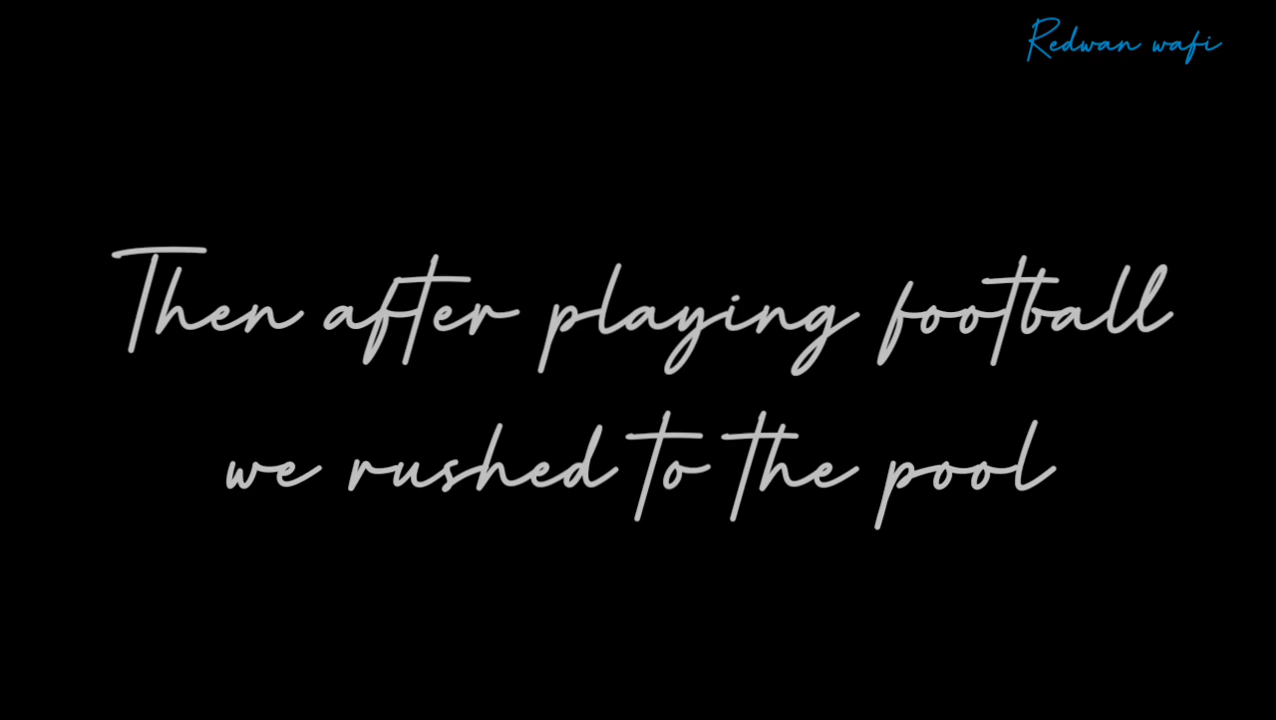 Redwan wafi
Then after playing football
we rushed to the pool